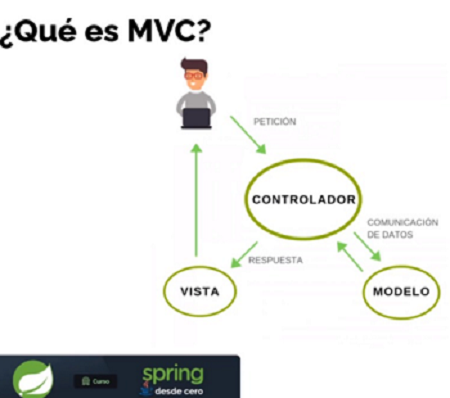 ¿Qué es MVC?
PETICIÓN
CONTROLADOR
COMUNICACIÓN
DE DATOS
RESPUESTA
VISTA
MODELO
Curso
spring
desde cero